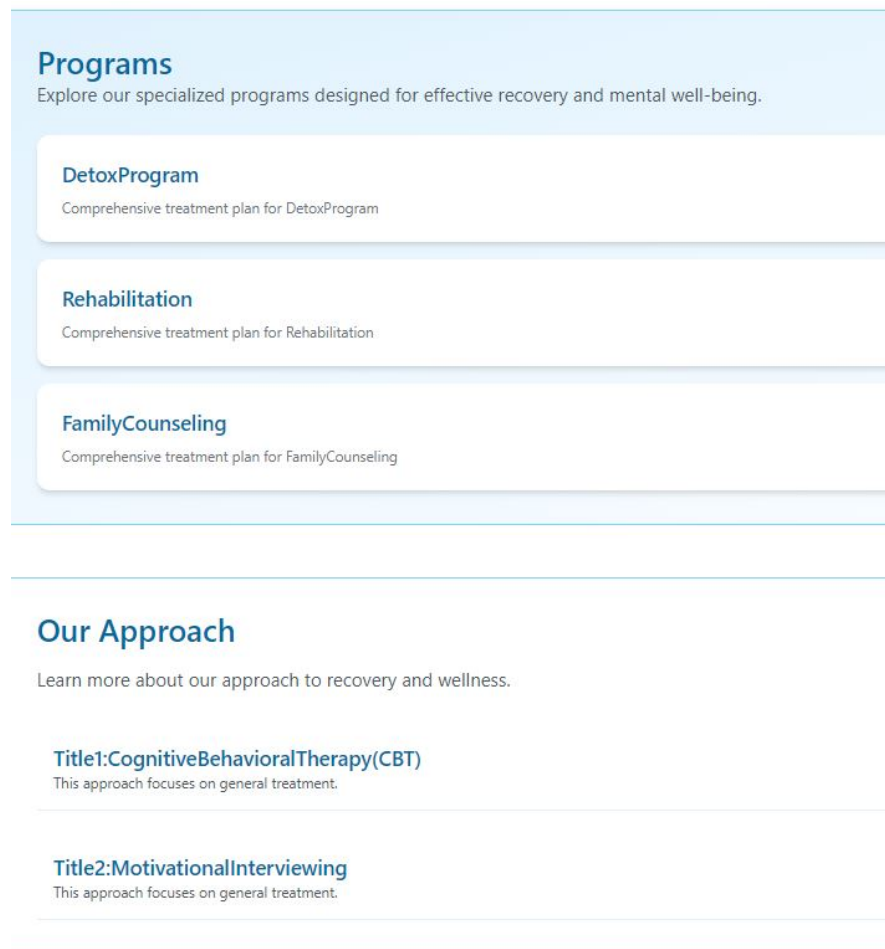 Programs
Explore our specialized programs designed for effective recovery and mental well-being.
DetoxProgram
Comprehensive treatment plan for DetoxProgram
Rehabilitation
Comprehensive treatment plan for Rehabilitation
FamilyCounseling
Comprehensive treatment plan for FamilyCounseling
Our Approach
Learn more about our approach to recovery and wellness.
Title1:CognitiveBehavioralTherapy(CBT)
This approach focuses on general treatment.
Title2:MotivationalInterviewing
This approach focuses on general treatment.